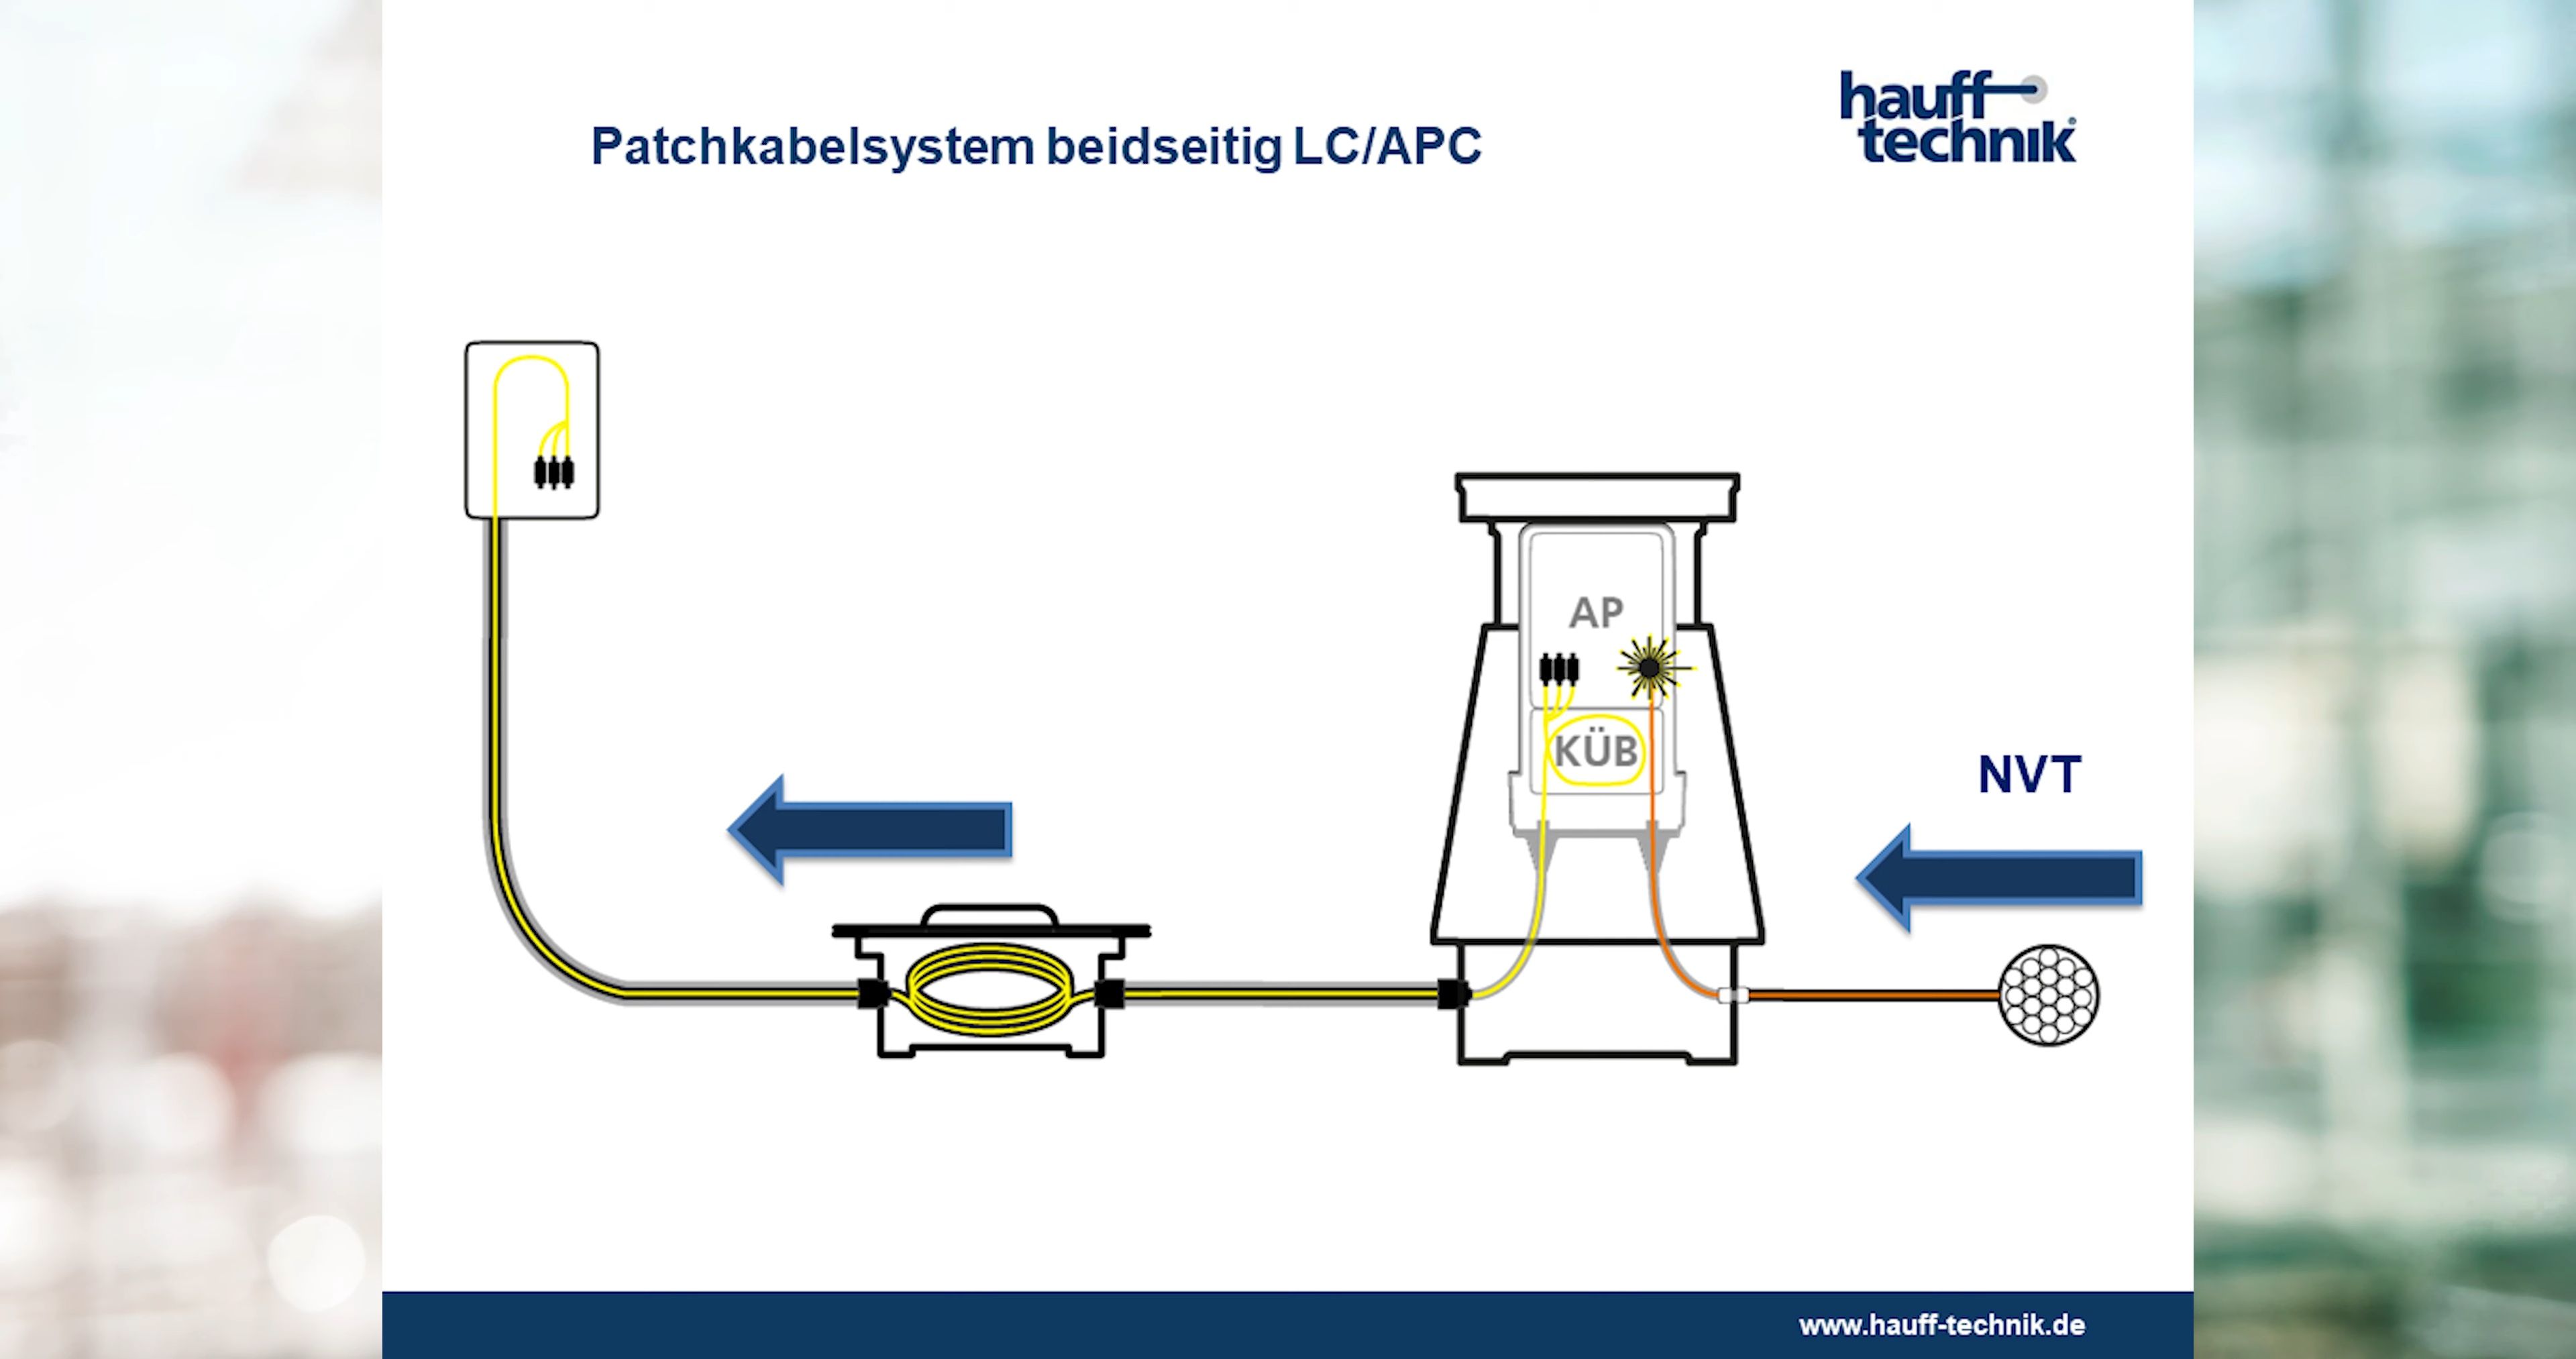 hauff
technik
Patchkabelsystem beidseitig LC/APC
AP
KÜB
NVT
www.hauff-technik.de